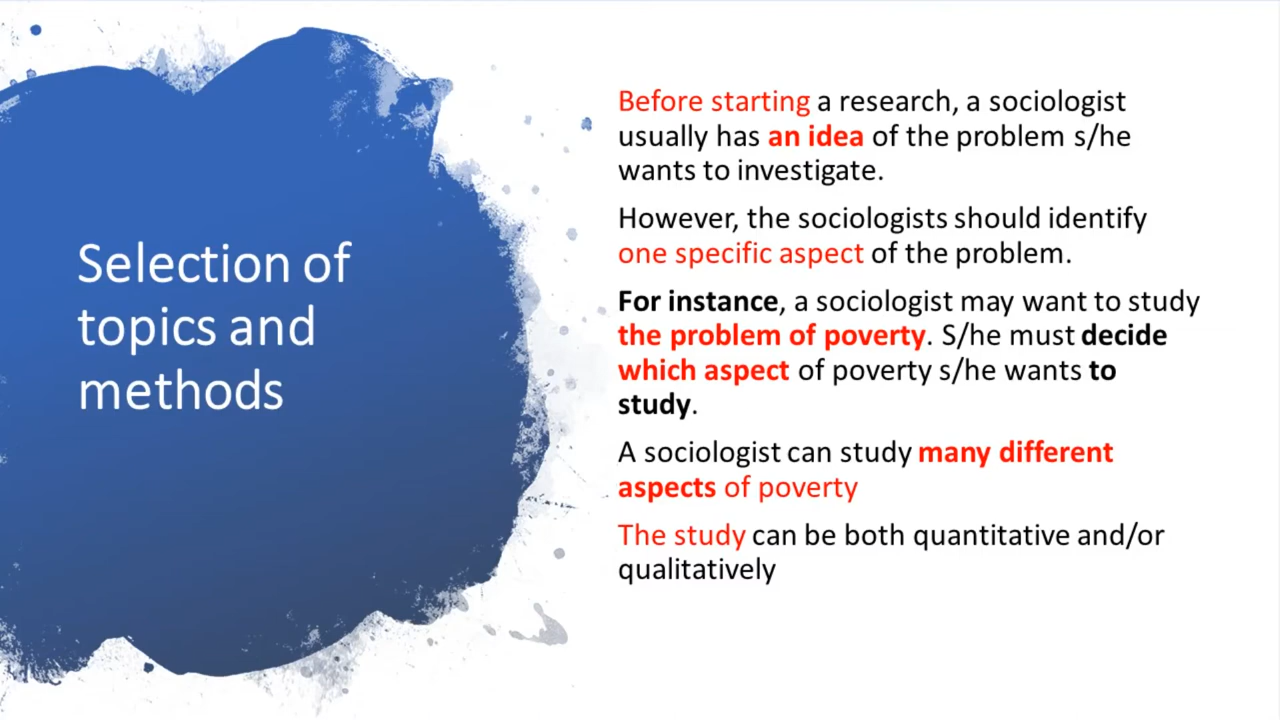 Selection of
topics and
methods
Before starting a research, a sociologist
usually has an idea of the problem s/he
wants to investigate.
However, the sociologists should identify
one specific aspect of the problem.
For instance, a sociologist may want to study
the problem of poverty. S/he must decide
which aspect of poverty s/he wants to
study.
A sociologist can study many different
aspects of poverty
The study can be both quantitative and/or
qualitatively